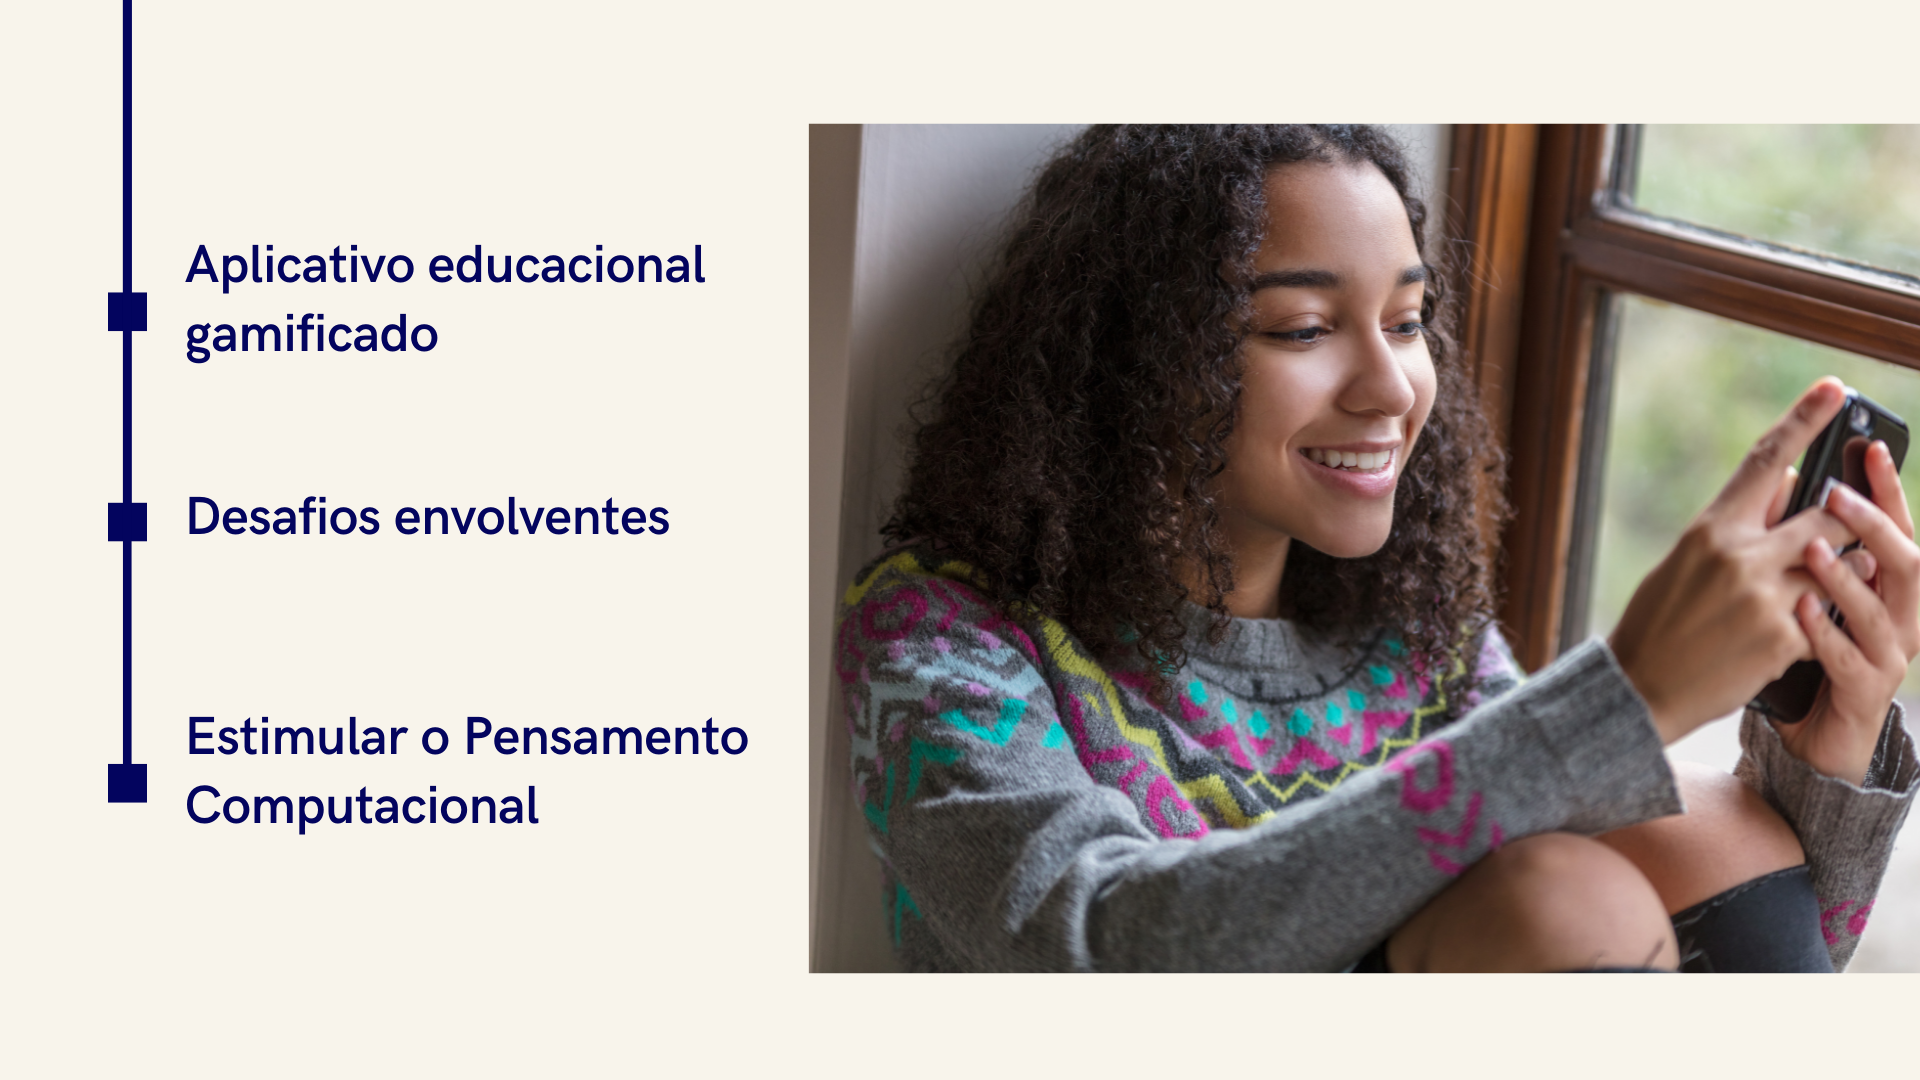 Aplicativo educacional
gamificado
Desafios envolventes
Estimular o Pensamento
Computacional